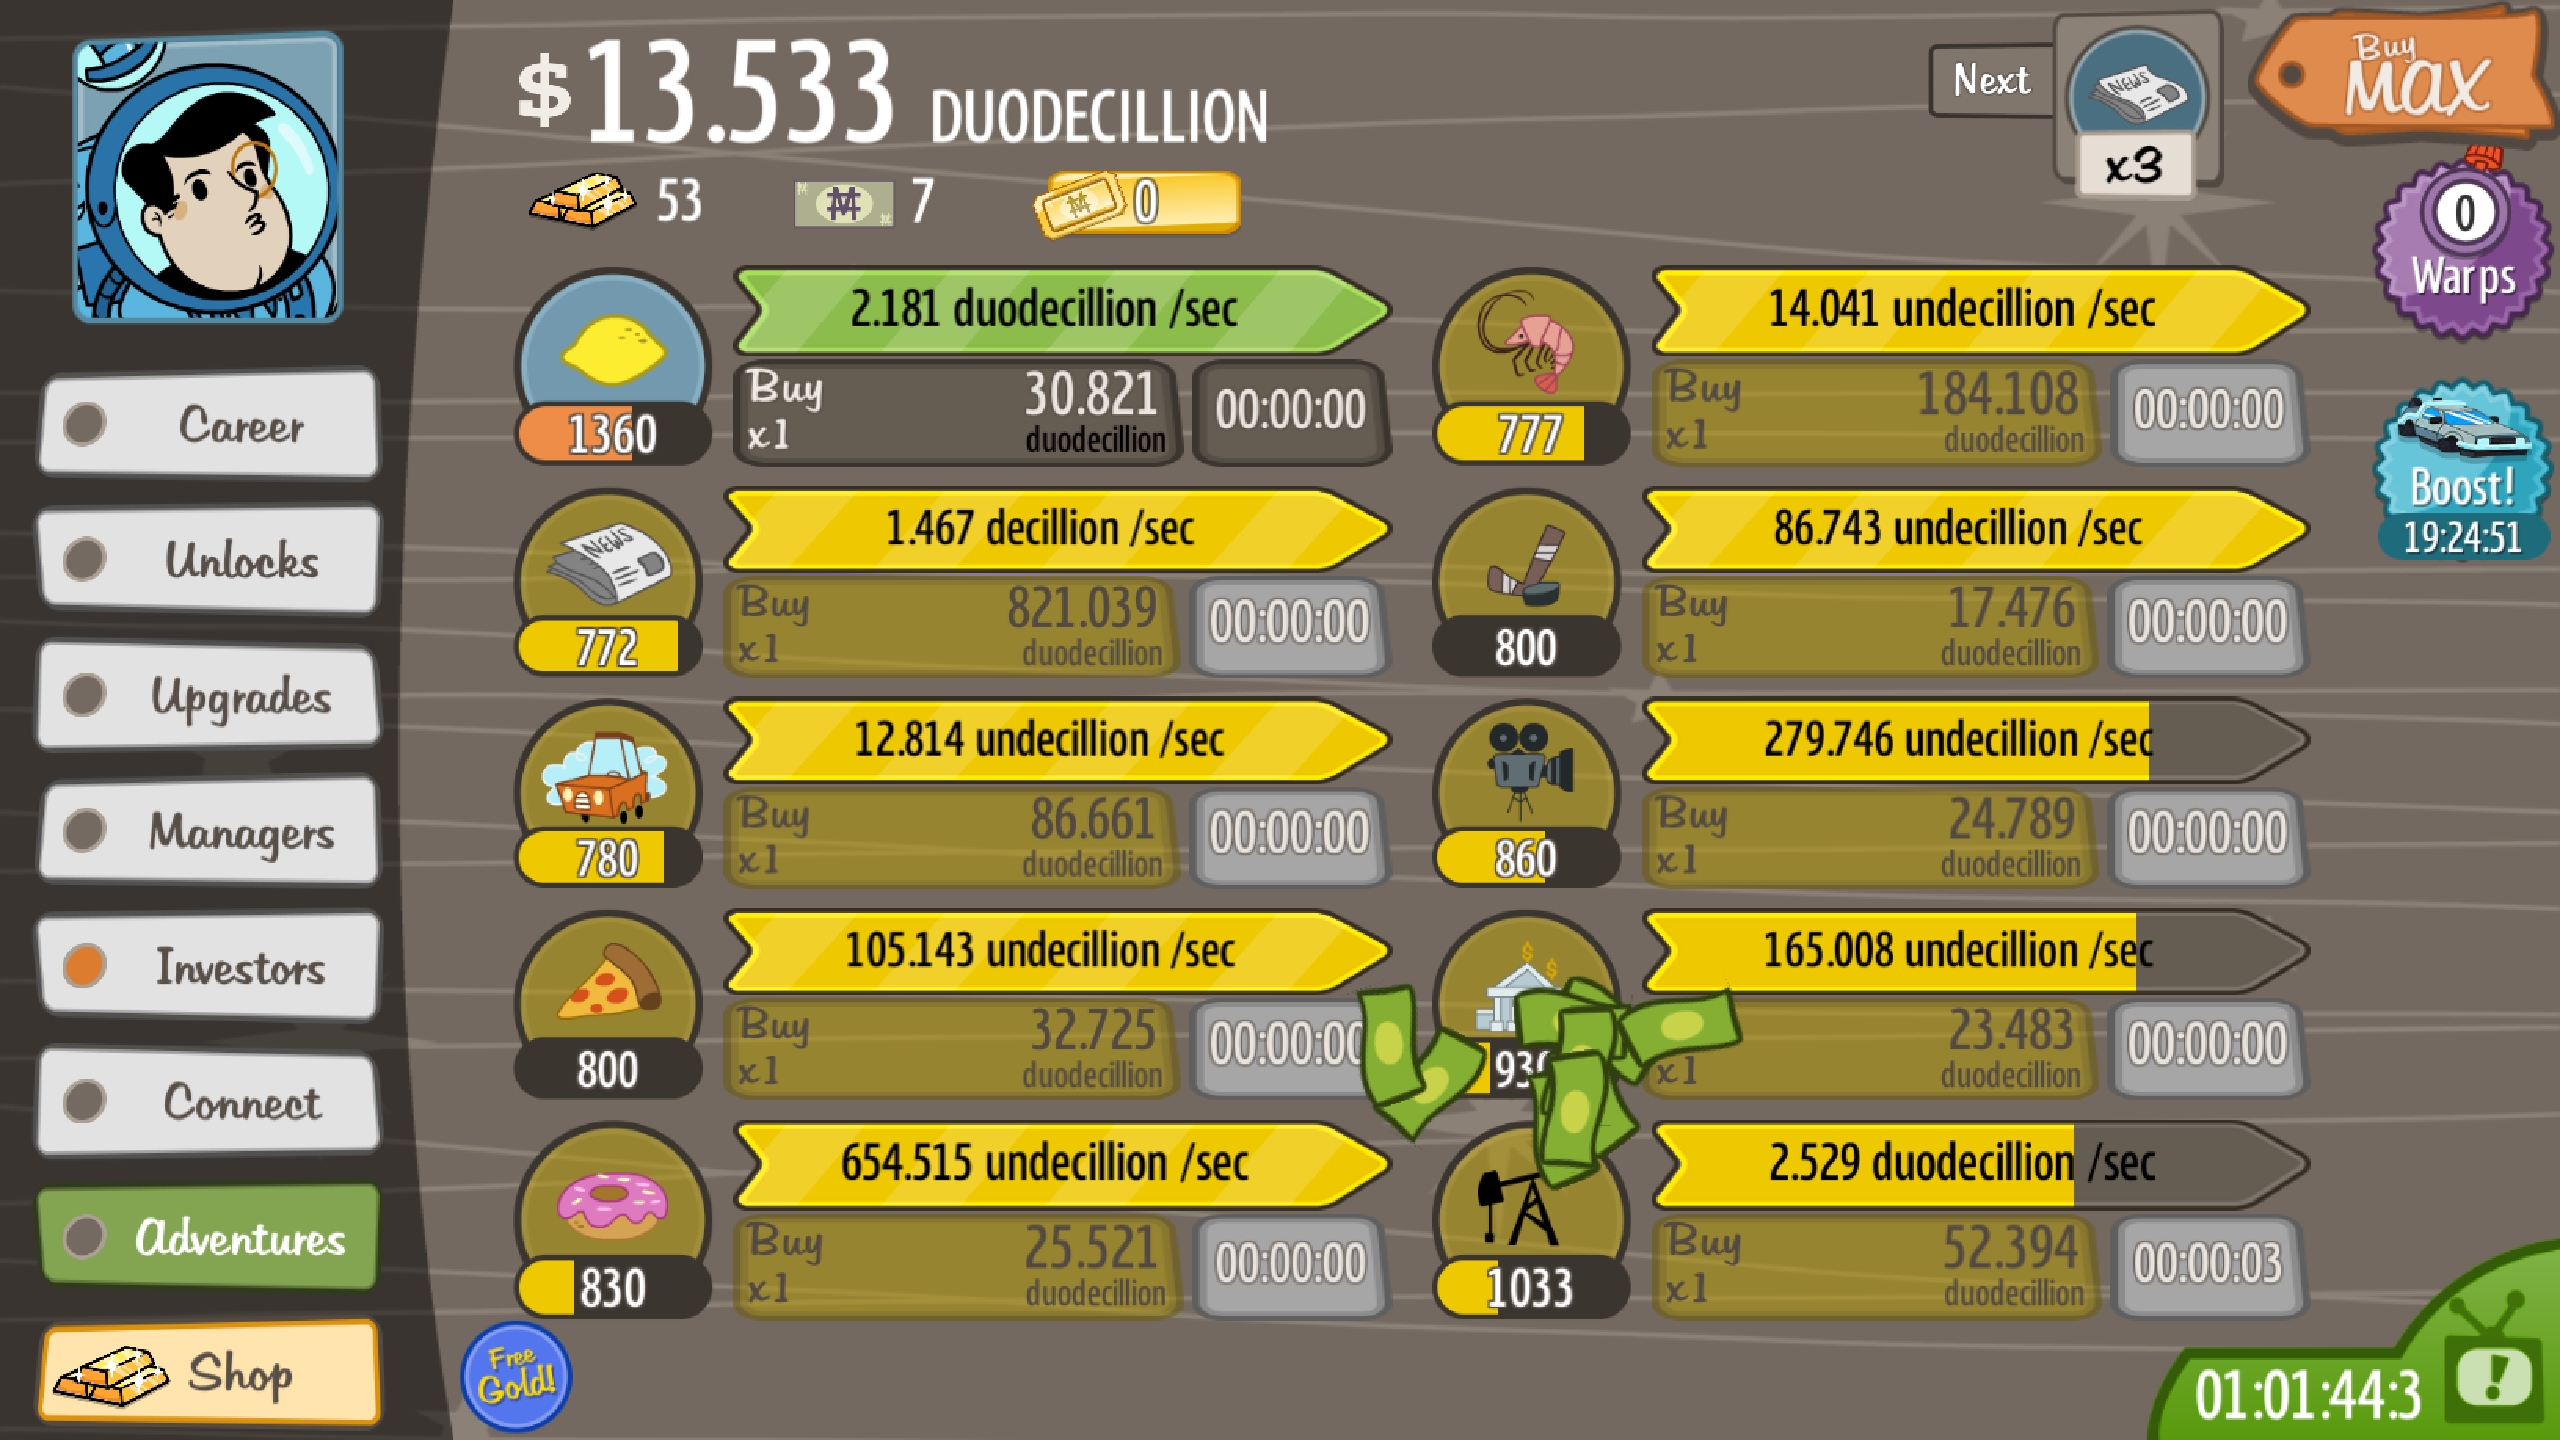 $13.533 DUODECILLION
53
7
0
Next
NEWS
x3
Buy
MAX
0
Warps
Boost!
19:24:51
Career
Unlocks
Upgrades
Managers
Investors
Connect
Adventures
Shop
2.181 duodecillion /sec
1360
Buy
x1
30.821
duodecillion
00:00:00
14.041 undecillion /sec
777
Buy
x1
184.108
duodecillion
00:00:00
NEWS
1.467 decillion /sec
772
Buy
x1
821.039
duodecillion
00:00:00
86.743 undecillion /sec
800
Buy
x1
17.476
duodecillion
00:00:00
12.814 undecillion /sec
780
Buy
x1
86.661
duodecillion
00:00:00
279.746 undecillion /sec
860
Buy
x1
24.789
duodecillion
00:00:00
105.143 undecillion /sec
800
Buy
x1
32.725
duodecillion
00:00:00
165.008 undecillion /sec
x1
23.483
duodecillion
00:00:00
654.515 undecillion /sec
830
Buy
x1
25.521
duodecillion
00:00:00
2.529 duodecillion /sec
1033
Buy
x1
52.394
duodecillion
00:00:03
Free
Gold!
01:01:44:3